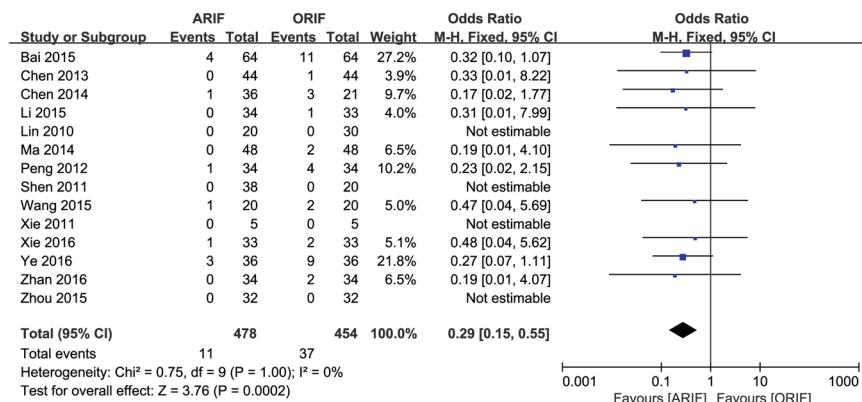 ARIF ORIF Odds Ratio Odds Ratio
Study or Subgroup Events Total Events Total Weight M-H, Fixed, 95% CI M-H, Fixed, 95% CI
Bai 2015 4 64 11 64 27.2% 0.32 [0.10, 1.07]
Chen 2013 0 44 1 44 3.9% 0.33 [0.01, 8.22]
Chen 2014 1 36 3 21 9.7% 0.17 [0.02, 1.77]
Li 2015 0 34 1 33 4.0% 0.31 [0.01, 7.99]
Lin 2010 0 20 0 30 Not estimable
Ma 2014 0 48 2 48 6.5% 0.19 [0.01, 4.10]
Peng 2012 1 34 4 34 10.2% 0.23 [0.02, 2.15]
Shen 2011 0 38 0 20 Not estimable
Wang 2015 1 20 2 20 5.0% 0.47 [0.04, 5.69]
Xie 2011 0 5 0 5 Not estimable
Xie 2016 1 33 2 33 5.1% 0.48 [0.04, 5.62]
Ye 2016 3 36 9 36 21.8% 0.27 [0.07, 1.11]
Zhan 2016 0 34 2 34 6.5% 0.19 [0.01, 4.07]
Zhou 2015 0 32 0 32 Not estimable
Total (95% CI) 478 454 100.0% 0.29 [0.15, 0.55]
Total events 11 37
Heterogeneity: Chi² = 0.75, df = 9 (P = 1.00); I² = 0%
Test for overall effect: Z = 3.76 (P = 0.0002)
0.001 0.1 1 10 1000
Favours [ARIF] Favours [ORIF]